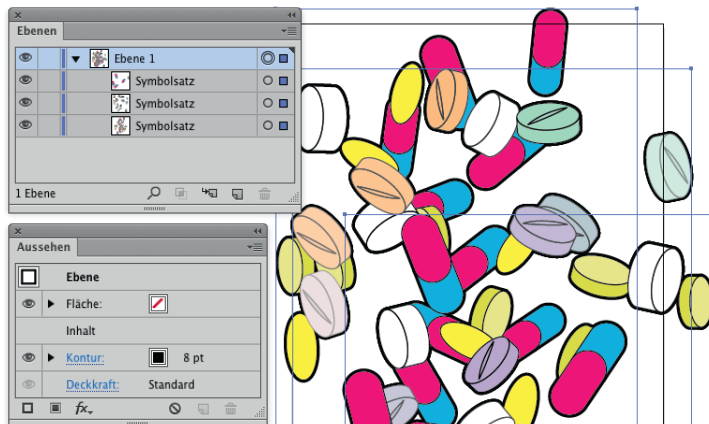 Ebenen
Ebene 1
Symbolsatz
Symbolsatz
Symbolsatz
1 Ebene
Aussehen
Ebene
Fläche:
Inhalt
Kontur: 8 pt
Deckkraft: Standard
fx